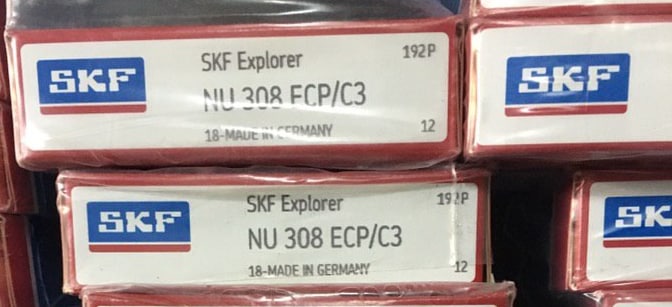 SKF
SKF Explorer 192P
NU 308 ECP/C3
18-MADE IN GERMANY 12
SKF
SKF
SKF Explorer 192P
NU 308 ECP/C3
18-MADE IN GERMANY 12
SK